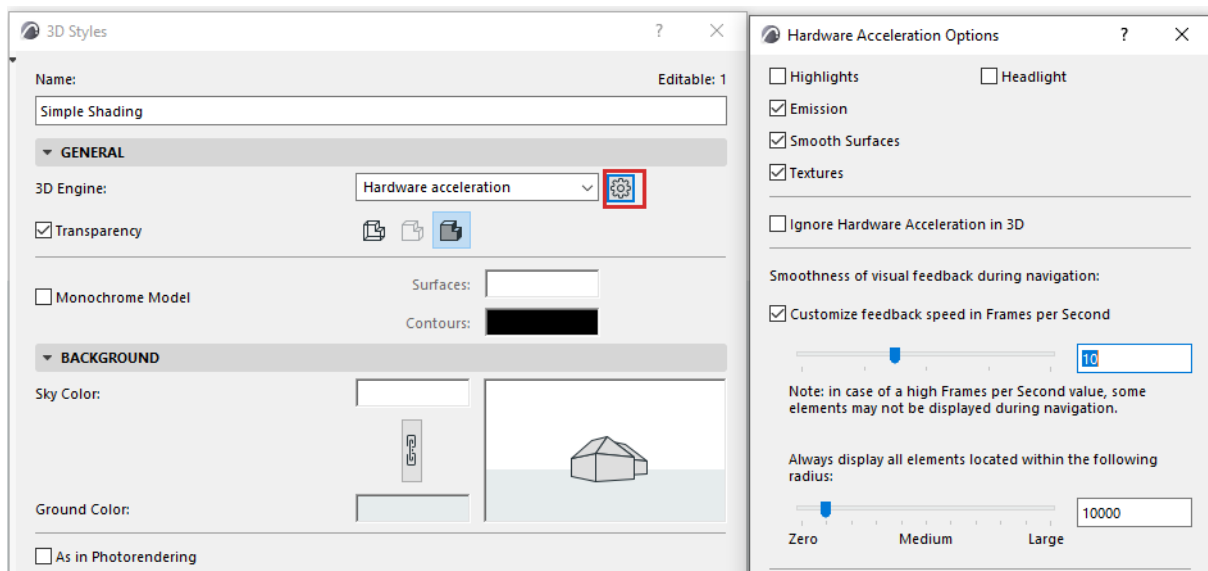 3D Styles
?
Name:
Editable: 1
Simple Shading
GENERAL
3D Engine:
Hardware acceleration
Transparency
Monochrome Model
Surfaces:
Contours:
BACKGROUND
Sky Color:
Ground Color:
As in Photorendering
Hardware Acceleration Options
?
Highlights
Headlight
Emission
Smooth Surfaces
Textures
Ignore Hardware Acceleration in 3D
Smoothness of visual feedback during navigation:
Customize feedback speed in Frames per Second
10
Note: in case of a high Frames per Second value, some
elements may not be displayed during navigation.
Always display all elements located within the following
radius:
10000
Zero
Medium
Large